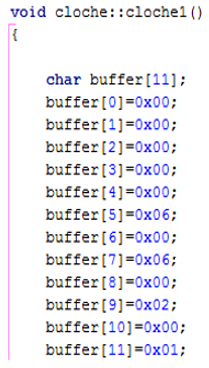 void cloche::cloche1()
{
char buffer[11];
buffer[0]=0x00;
buffer[1]=0x00;
buffer[2]=0x00;
buffer[3]=0x00;
buffer[4]=0x00;
buffer[5]=0x06;
buffer[6]=0x00;
buffer[7]=0x06;
buffer[8]=0x00;
buffer[9]=0x02;
buffer[10]=0x00;
buffer[11]=0x01;